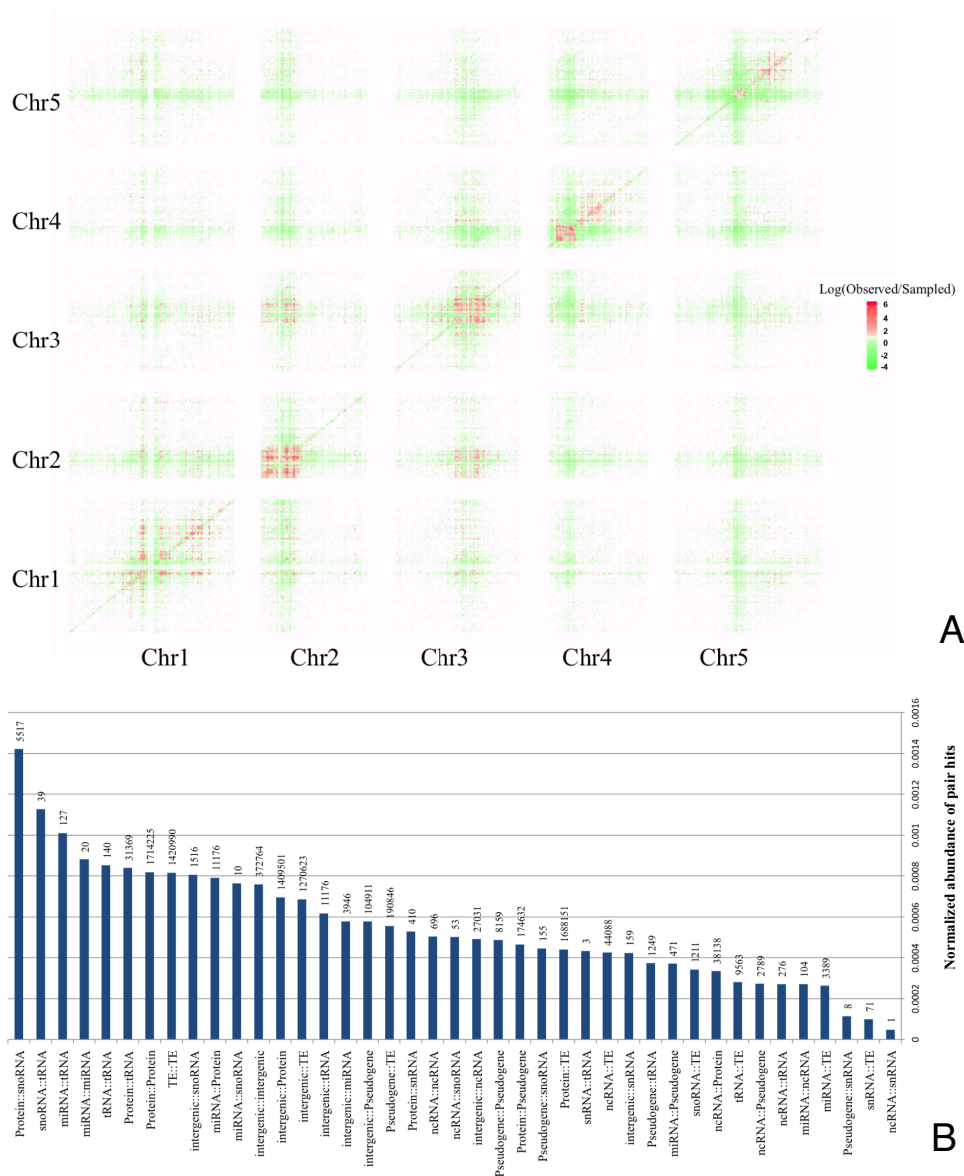 Chr5
Chr4
Chr3
Chr2
Chr1
Log(Observed/Sampled)
6
4
2
0
-2
-4
Chr1 Chr2 Chr3 Chr4 Chr5
A
5517
39
127
20
140
31369
1714225
1420990
1516
11176
10
372764
1409501
1270623
11176
3946
104911
190846
410
696
53
27031
8159
174632
155
1688151
3
44088
159
1249
471
1211
38138
9563
2789
276
104
3389
8
71
1
0.0016
0.0014
0.0012
0.001
0.0008
0.0006
0.0004
0.0002
0
Normalized abundance of pair hits
Protein::snoRNA
snoRNA::tRNA
miRNA::tRNA
miRNA::miRNA
tRNA::tRNA
Protein::tRNA
Protein::Protein
TE::TE
intergenic::snoRNA
miRNA::Protein
miRNA::snoRNA
intergenic::intergenic
intergenic::Protein
intergenic::TE
intergenic::tRNA
intergenic::miRNA
intergenic::Pseudogene
Pseudogene::TE
Protein::snRNA
ncRNA::ncRNA
ncRNA::snoRNA
intergenic::ncRNA
Pseudogene::Pseudogene
Protein::Pseudogene
Pseudogene::snoRNA
Protein::TE
snRNA::tRNA
ncRNA::TE
intergenic::snRNA
Pseudogene::tRNA
miRNA::Pseudogene
snoRNA::TE
ncRNA::Protein
tRNA::TE
ncRNA::Pseudogene
ncRNA::tRNA
miRNA::ncRNA
miRNA::TE
Pseudogene::snRNA
snRNA::TE
ncRNA::snRNA
B